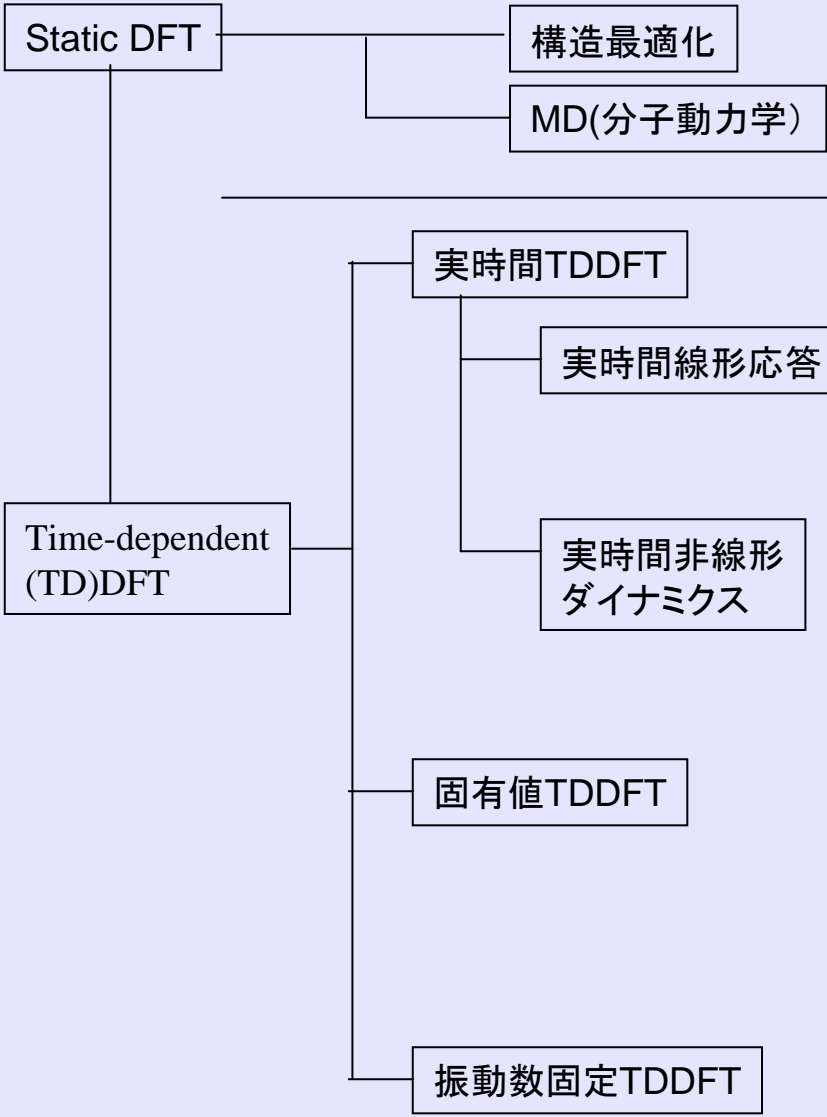 Static DFT
構造最適化
MD(分子動力学）
実時間TDDFT
実時間線形応答
Time-dependent
(TD)DFT
実時間非線形
ダイナミクス
固有値TDDFT
振動数固定TDDFT